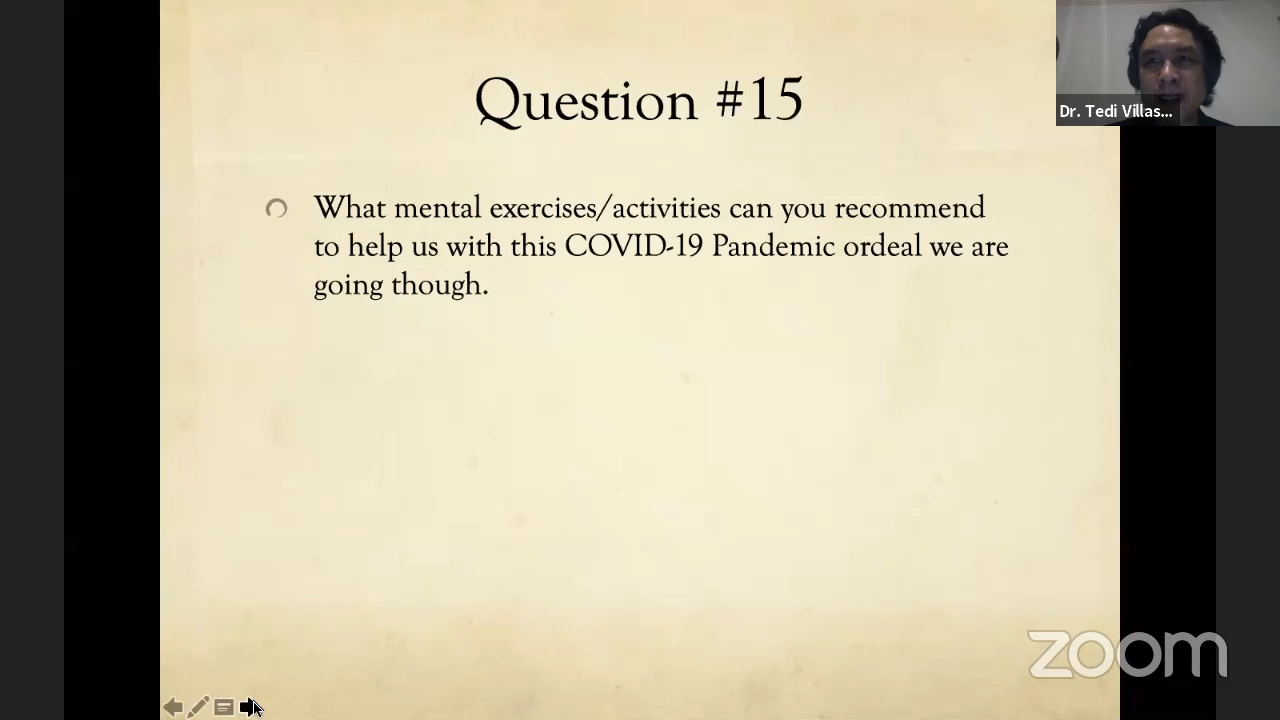 Question #15
What mental exercises/activities can you recommend
to help us with this COVID-19 Pandemic ordeal we are
going though.
Dr. Tedi Villas...
zoom